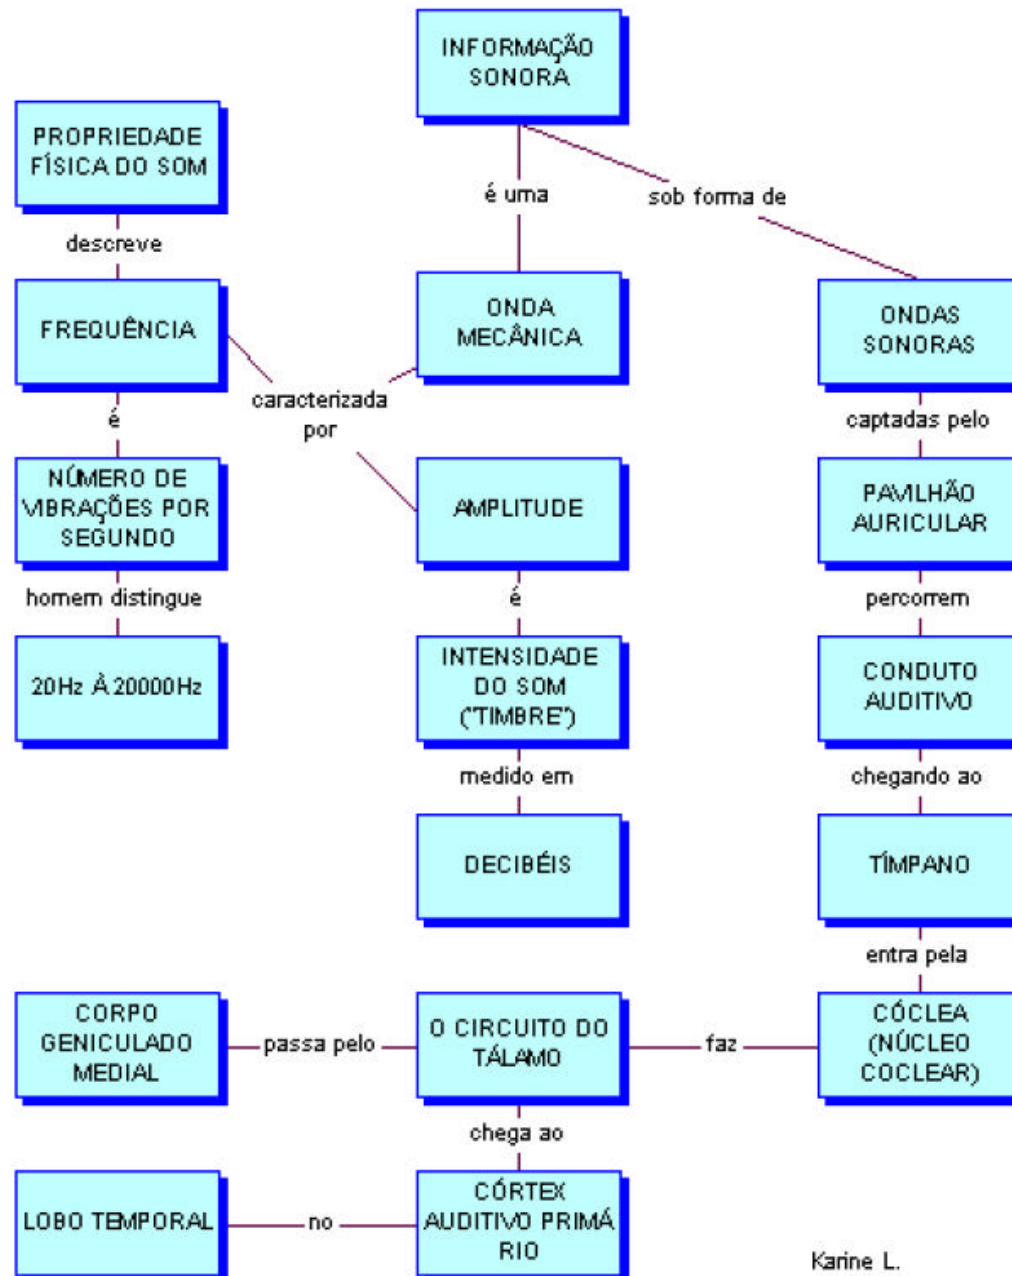 INFORMAÇÃO
SONORA
PROPRIEDADE
FÍSICA DO SOM
é uma
sob forma de
descreve
FREQUÊNCIA
ONDA
MECÂNICA
ONDAS
SONORAS
caracterizada
por
é
captadas pelo
NÚMERO DE
VIBRAÇÕES POR
SEGUNDO
AMPLITUDE
PAVILHÃO
AURICULAR
homem distingue
é
percorrem
20Hz À 20000Hz
INTENSIDADE
DO SOM
("TIMBRE")
CONDUTO
AUDITIVO
medido em
chegando ao
DECIBÉIS
TÍMPANO
entra pela
CORPO
GENICULADO
MEDIAL
passa pelo
O CIRCUITO DO
TÁLAMO
faz
CÓCLEA
(NÚCLEO
COCLEAR)
chega ao
LOBO TEMPORAL
no
CÓRTEX
AUDITIVO PRIMÁ
RIO
Karine L.